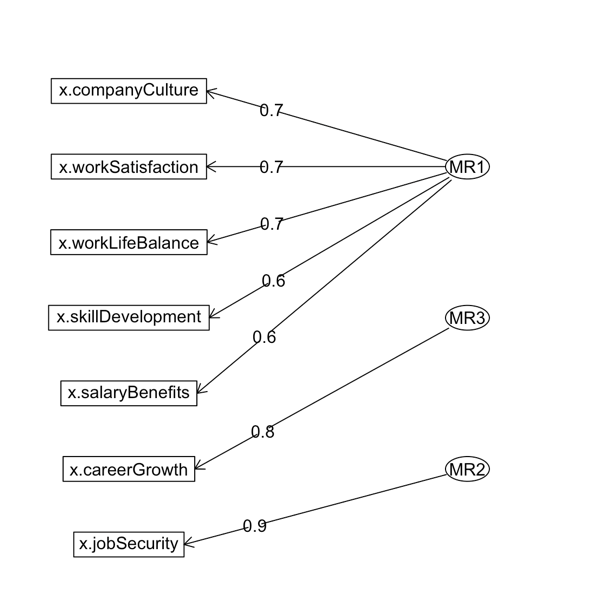 x.companyCulture
0.7
x.workSatisfaction
0.7
MR1
x.workLifeBalance
0.7
x.skillDevelopment
0.6
MR3
x.salaryBenefits
0.6
x.careerGrowth
0.8
MR2
x.jobSecurity
0.9